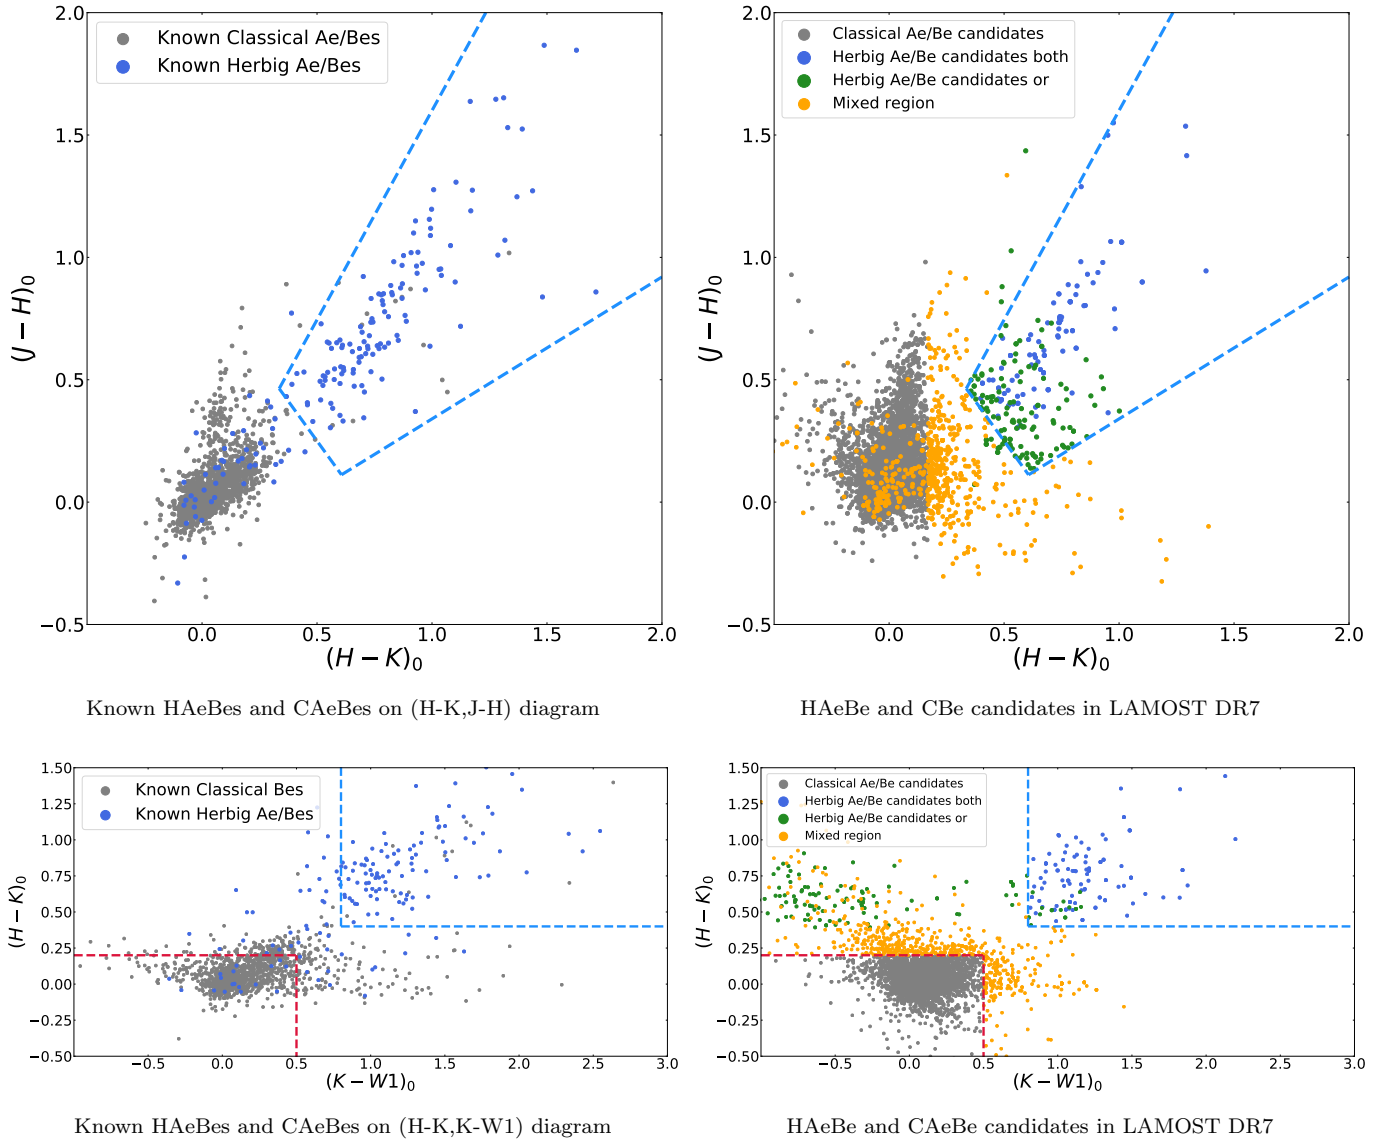 2.0
1.5
1.0
0.5
0.0
−0.5
(J − H)₀
Known Classical Ae/Bes
Known Herbig Ae/Bes
0.0 0.5 1.0 1.5 2.0
(H − K)₀
Known HAeBes and CAeBes on (H-K,J-H) diagram
2.0
1.5
1.0
0.5
0.0
−0.5
(J − H)₀
Classical Ae/Be candidates
Herbig Ae/Be candidates both
Herbig Ae/Be candidates or
Mixed region
0.0 0.5 1.0 1.5 2.0
(H − K)₀
HAeBe and CBe candidates in LAMOST DR7
1.50
1.25
1.00
0.75
0.50
0.25
0.00
−0.25
−0.50
(H − K)₀
Known Classical Bes
Known Herbig Ae/Bes
−0.5 0.0 0.5 1.0 1.5 2.0 2.5 3.0
(K − W1)₀
Known HAeBes and CAeBes on (H-K,K-W1) diagram
1.50
1.25
1.00
0.75
0.50
0.25
0.00
−0.25
−0.50
(H − K)₀
Classical Ae/Be candidates
Herbig Ae/Be candidates both
Herbig Ae/Be candidates or
Mixed region
−0.5 0.0 0.5 1.0 1.5 2.0 2.5 3.0
(K − W1)₀
HAeBe and CAeBe candidates in LAMOST DR7